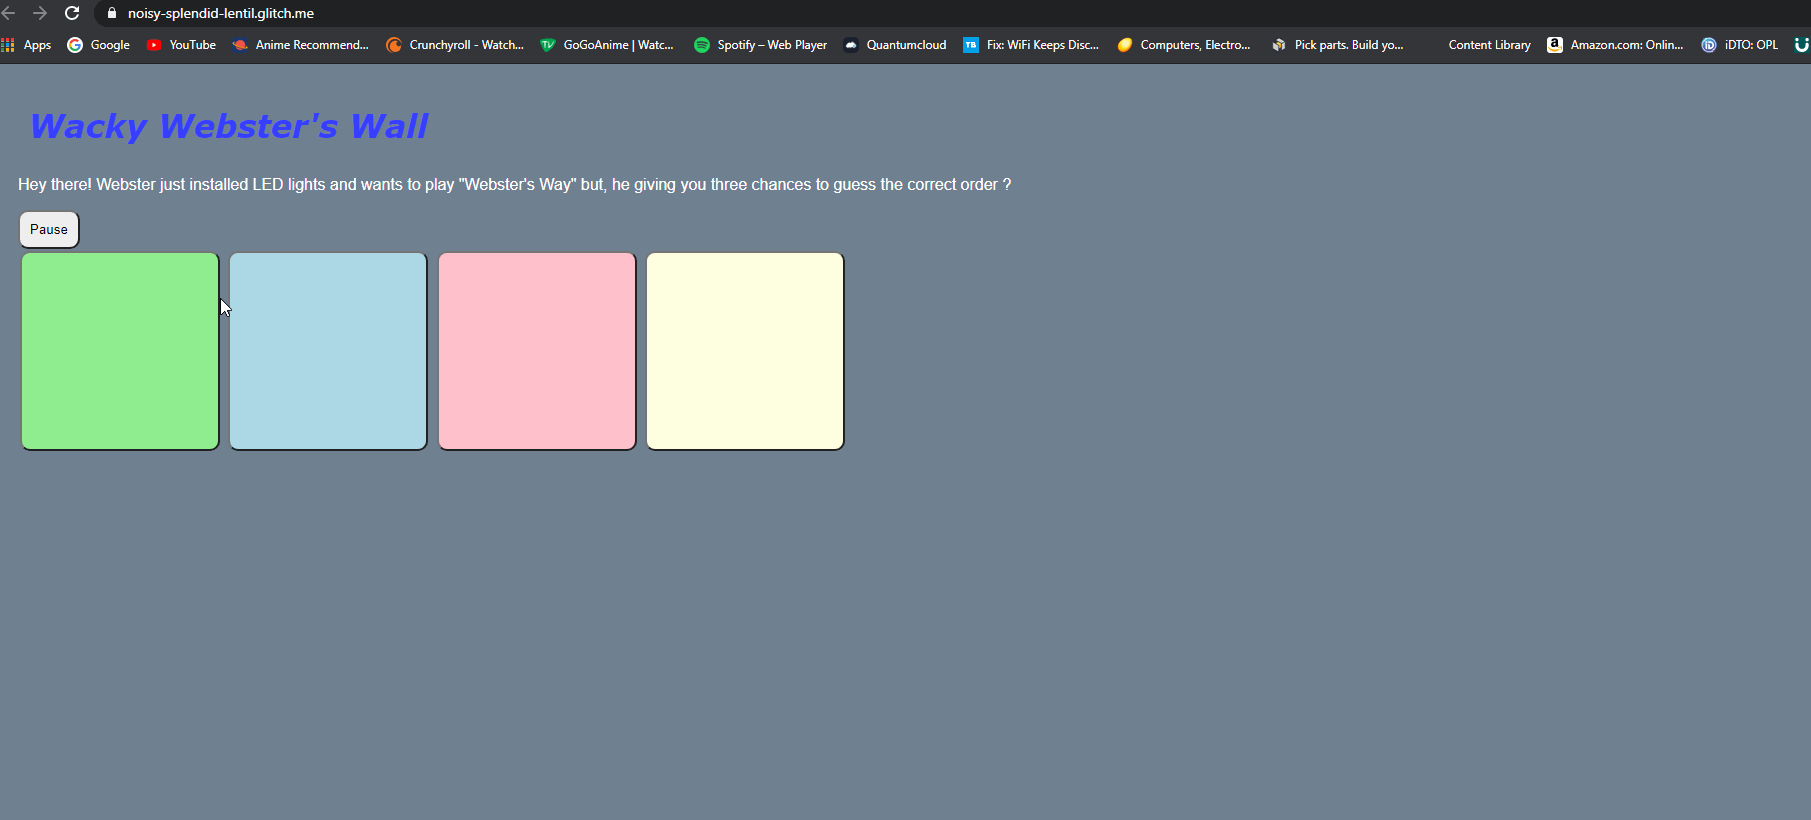 noisy-splendid-lentil.glitch.me
Apps Google YouTube Anime Recommend... Crunchyroll - Watch... TV GoGoAnime | Watc... Spotify – Web Player Quantumcloud TB Fix: WiFi Keeps Disc... Computers, Electro... Pick parts. Build yo... Content Library a Amazon.com: Onlin... iD iDTO: OPL
Wacky Webster's Wall
Hey there! Webster just installed LED lights and wants to play "Webster's Way" but, he giving you three chances to guess the correct order ?
Pause